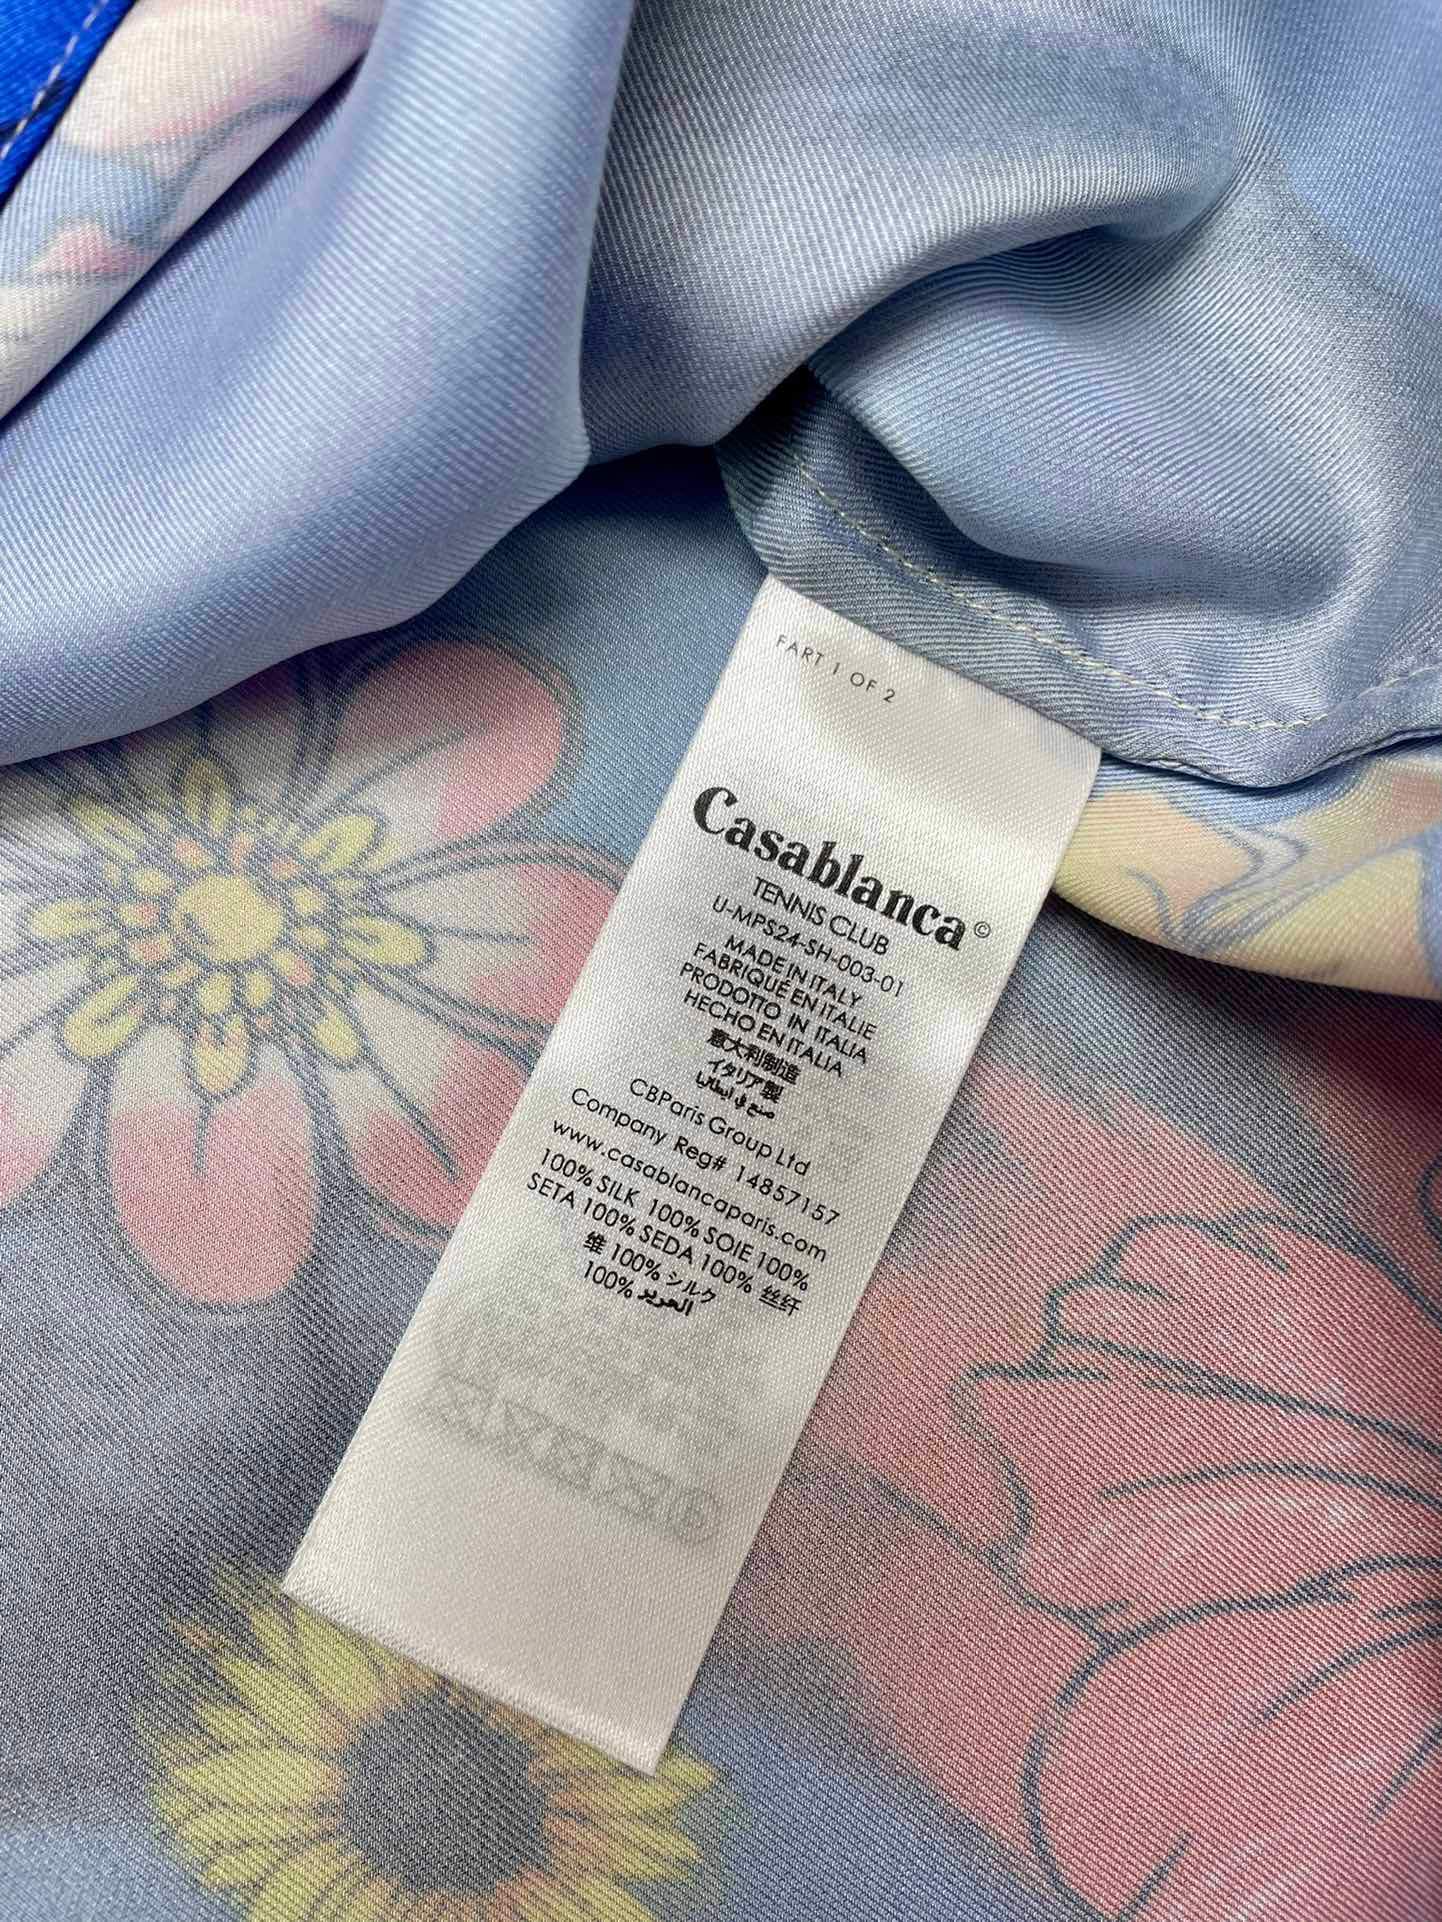 PART 1 OF 2
Casablanca©
TENNIS CLUB
U-MPS24-SH-003-01
MADE IN ITALY
FABRIQUÉ EN ITALIE
PRODOTTO IN ITALIA
HECHO EN ITALIA
意大利制造
イタリア製
صنع في ايطاليا
CBParis Group Ltd
Company Reg# 14857157
www.casablancaparis.com
100% SILK 100% SOIE 100%
SETA 100% SEDA 100% 丝纤
维 100% シルク
100% الحرير